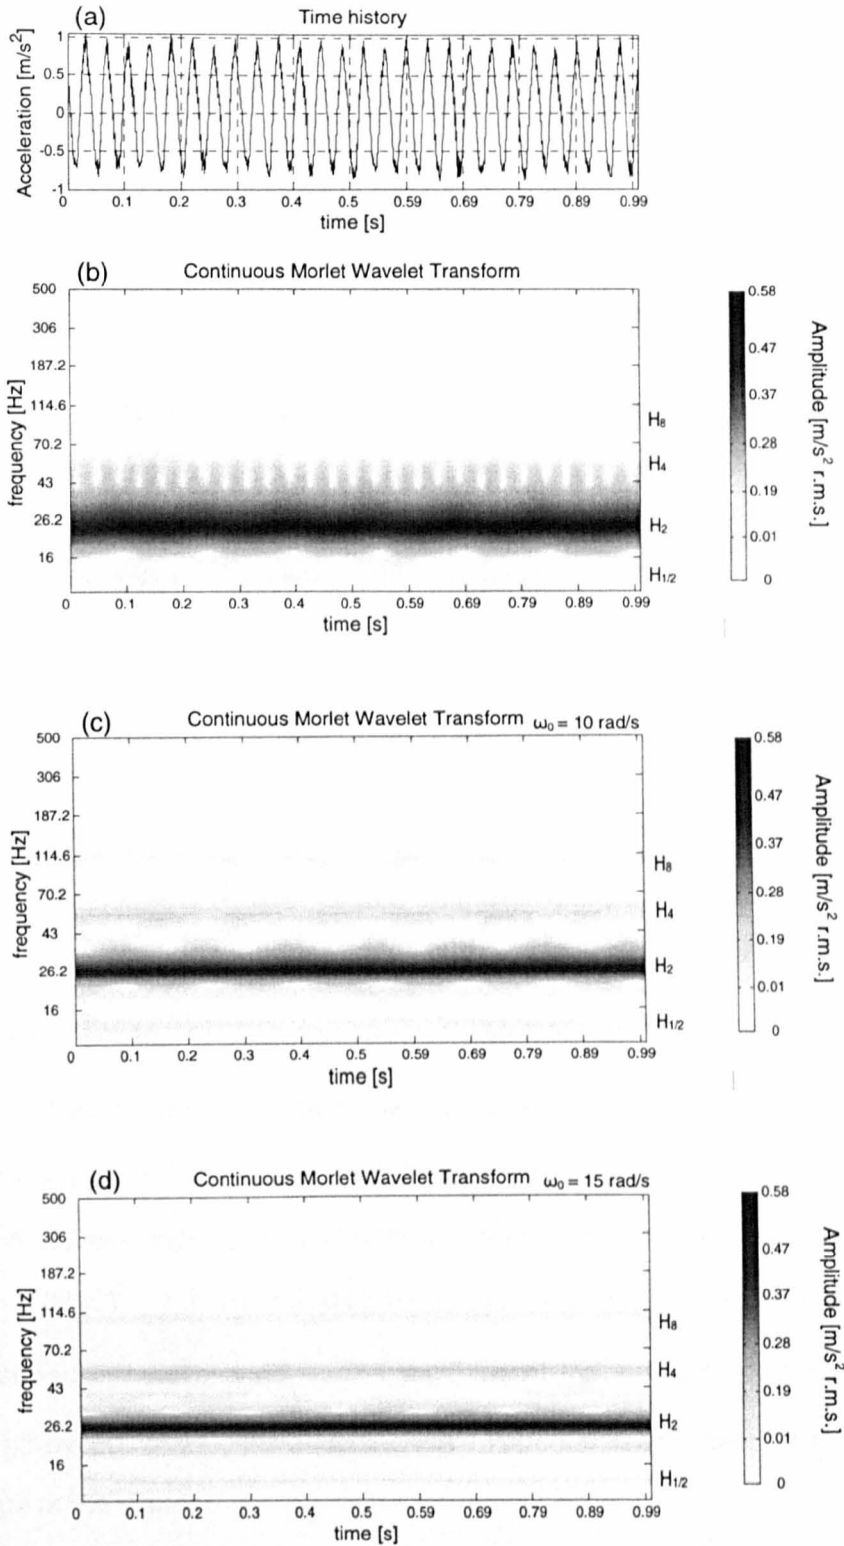 (a)
Time history
Acceleration [m/s²]
1
0.5
0
-0.5
-1
0 0.1 0.2 0.3 0.4 0.5 0.59 0.69 0.79 0.89 0.99
time [s]
(b)
Continuous Morlet Wavelet Transform
frequency [Hz]
500
306
187.2
114.6
70.2
43
26.2
16
H₈
H₄
H₂
H₁/₂
0 0.1 0.2 0.3 0.4 0.5 0.59 0.69 0.79 0.89 0.99
time [s]
0.58
0.47
0.37
0.28
0.19
0.01
0
Amplitude [m/s² r.m.s.]
(c)
Continuous Morlet Wavelet Transform ω₀ = 10 rad/s
frequency [Hz]
500
306
187.2
114.6
70.2
43
26.2
16
H₈
H₄
H₂
H₁/₂
0 0.1 0.2 0.3 0.4 0.5 0.59 0.69 0.79 0.89 0.99
time [s]
0.58
0.47
0.37
0.28
0.19
0.01
0
Amplitude [m/s² r.m.s.]
(d)
Continuous Morlet Wavelet Transform ω₀ = 15 rad/s
frequency [Hz]
500
306
187.2
114.6
70.2
43
26.2
16
H₈
H₄
H₂
H₁/₂
0 0.1 0.2 0.3 0.4 0.5 0.59 0.69 0.79 0.89 0.99
time [s]
0.58
0.47
0.37
0.28
0.19
0.01
0
Amplitude [m/s² r.m.s.]